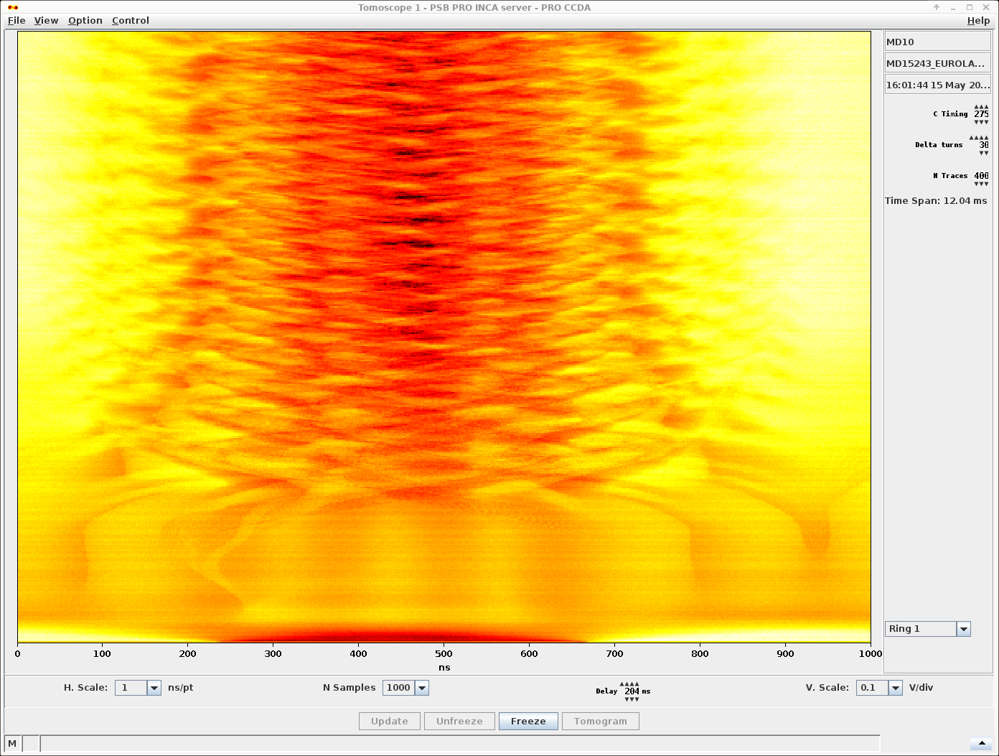 Tomoscope 1 - PSB PRO INCA server - PRO CCDA
File View Option Control Help
MD10
MD15243_EUROLA...
16:01:44 15 May 20...
C Timing 275
Delta turns 30
N Traces 400
Time Span: 12.04 ms
Ring 1
0 100 200 300 400 500 600 700 800 900 1000
ns
H. Scale: 1 ns/pt N Samples 1000 Delay 204 ns V. Scale: 0.1 V/div
Update Unfreeze Freeze Tomogram
M